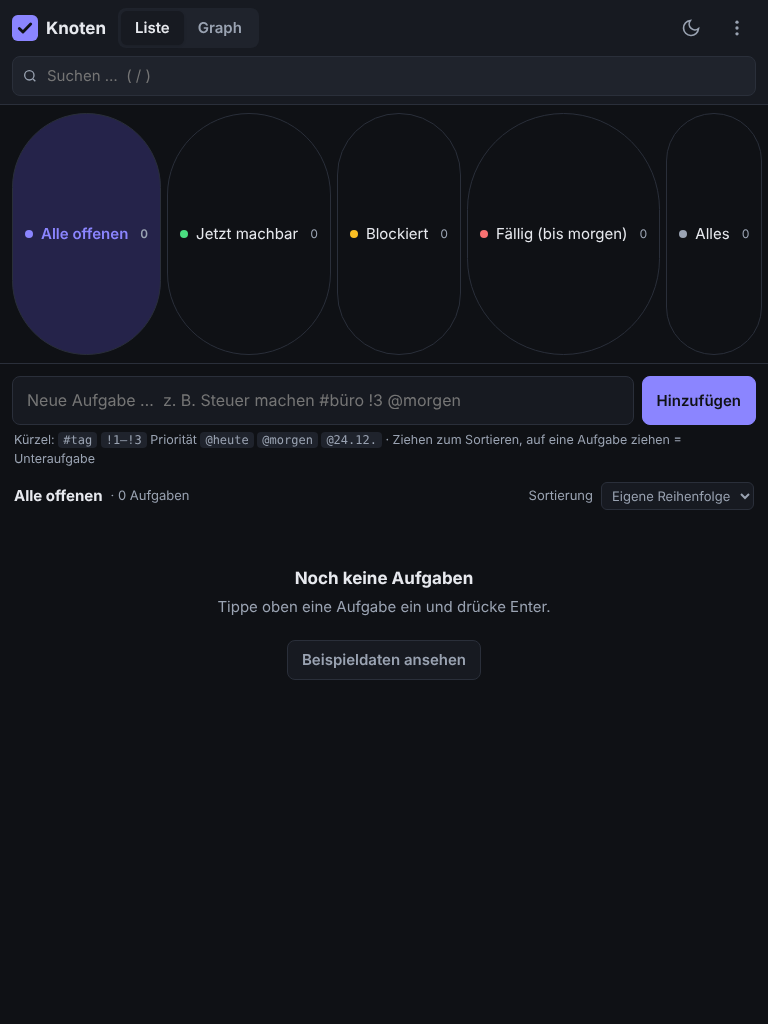 Knoten Liste Graph
Suchen … ( / )
Alle offenen 0 Jetzt machbar 0 Blockiert 0 Fällig (bis morgen) 0 Alles 0
Neue Aufgabe … z. B. Steuer machen #büro !3 @morgen Hinzufügen
Kürzel: #tag !1–!3 Priorität @heute @morgen @24.12. · Ziehen zum Sortieren, auf eine Aufgabe ziehen =
Unteraufgabe
Alle offenen · 0 Aufgaben Sortierung Eigene Reihenfolge
Noch keine Aufgaben
Tippe oben eine Aufgabe ein und drücke Enter.
Beispieldaten ansehen